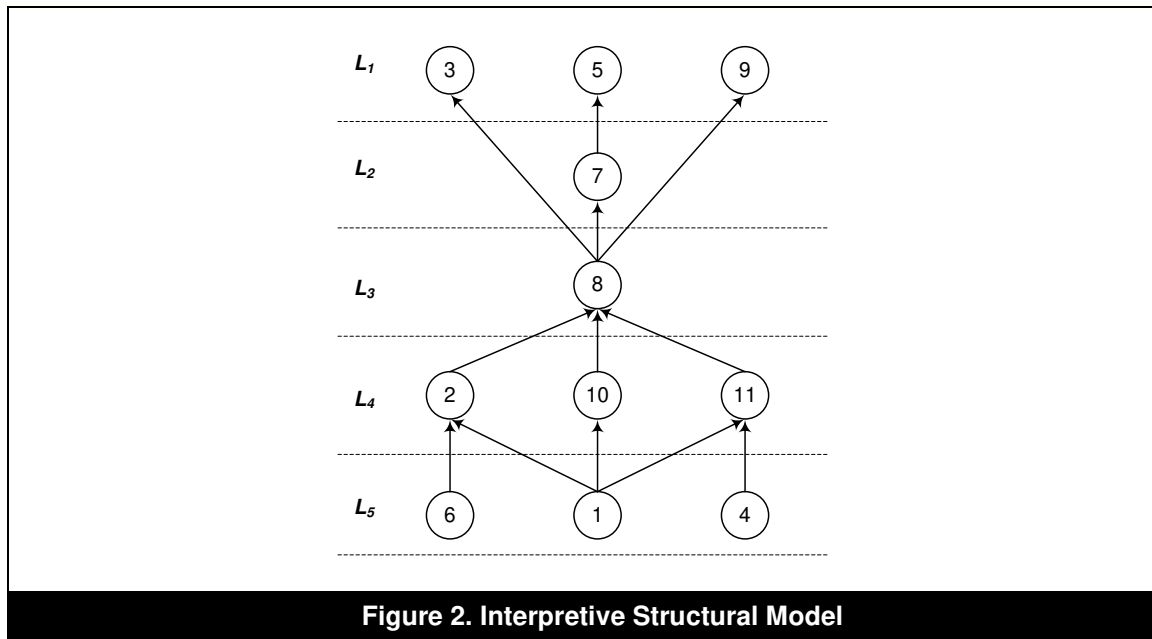 L1 3 5 9
L2 7
L3 8
L4 2 10 11
L5 6 1 4
Figure 2. Interpretive Structural Model